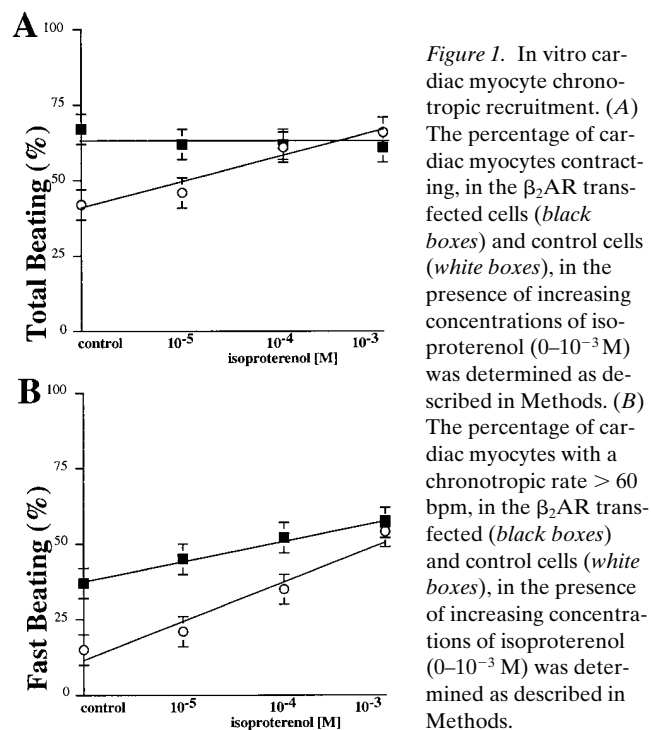 A
100
75
50
25
0
Total Beating (%)
control 10⁻⁵ 10⁻⁴ 10⁻³
isoproterenol [M]
B
100
75
50
25
0
Fast Beating (%)
control 10⁻⁵ 10⁻⁴ 10⁻³
isoproterenol [M]
Figure 1. In vitro car-
diac myocyte chrono-
tropic recruitment. (A)
The percentage of car-
diac myocytes contract-
ing, in the β₂AR trans-
fected cells (black
boxes) and control cells
(white boxes), in the
presence of increasing
concentrations of iso-
proterenol (0–10⁻³ M)
was determined as de-
scribed in Methods. (B)
The percentage of car-
diac myocytes with a
chronotropic rate > 60
bpm, in the β₂AR trans-
fected (black boxes)
and control cells (white
boxes), in the presence
of increasing concentra-
tions of isoproterenol
(0–10⁻³ M) was deter-
mined as described in
Methods.